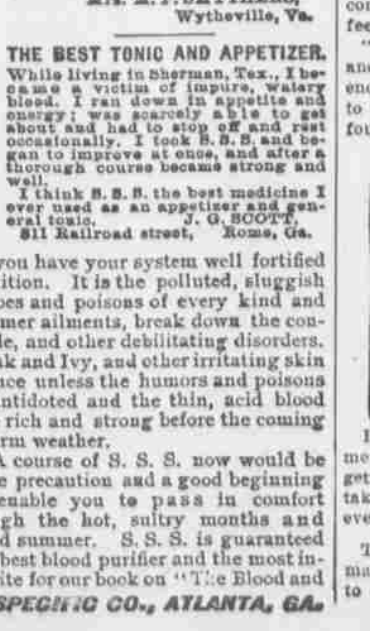 Wytheville, Va.
THE BEST TONIC AND APPETIZER.
While living in Sherman, Tex., I be-
came a victim of impure, watery
blood. I ran down in appetite and
energy; was scarcely able to get
about and had to stop off and rest
occasionally. I took S. S. S. and be-
gan to improve at once, and after a
thorough course became strong and
well.
I think S. S. S. the best medicine I
ever used as an appetizer and gen-
eral tonic. J. G. SCOTT,
811 Railroad street, Rome, Ga.
you have your system well fortified
ition. It is the polluted, sluggish
bes and poisons of every kind and
mer ailments, break down the con-
le, and other debilitating disorders.
ak and Ivy, and other irritating skin
nce unless the humors and poisons
antidoted and the thin, acid blood
rich and strong before the coming
rm weather.
A course of S. S. S. now would be
e precaution and a good beginning
enable you to pass in comfort
gh the hot, sultry months and
d summer. S. S. S. is guaranteed
best blood purifier and the most in-
ite for our book on "The Blood and
SPECIFIC CO., ATLANTA, GA.